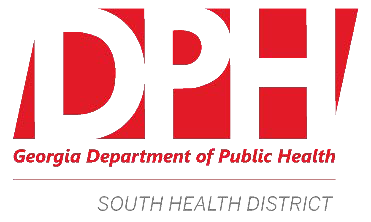 DPH
Georgia Department of Public Health
SOUTH HEALTH DISTRICT